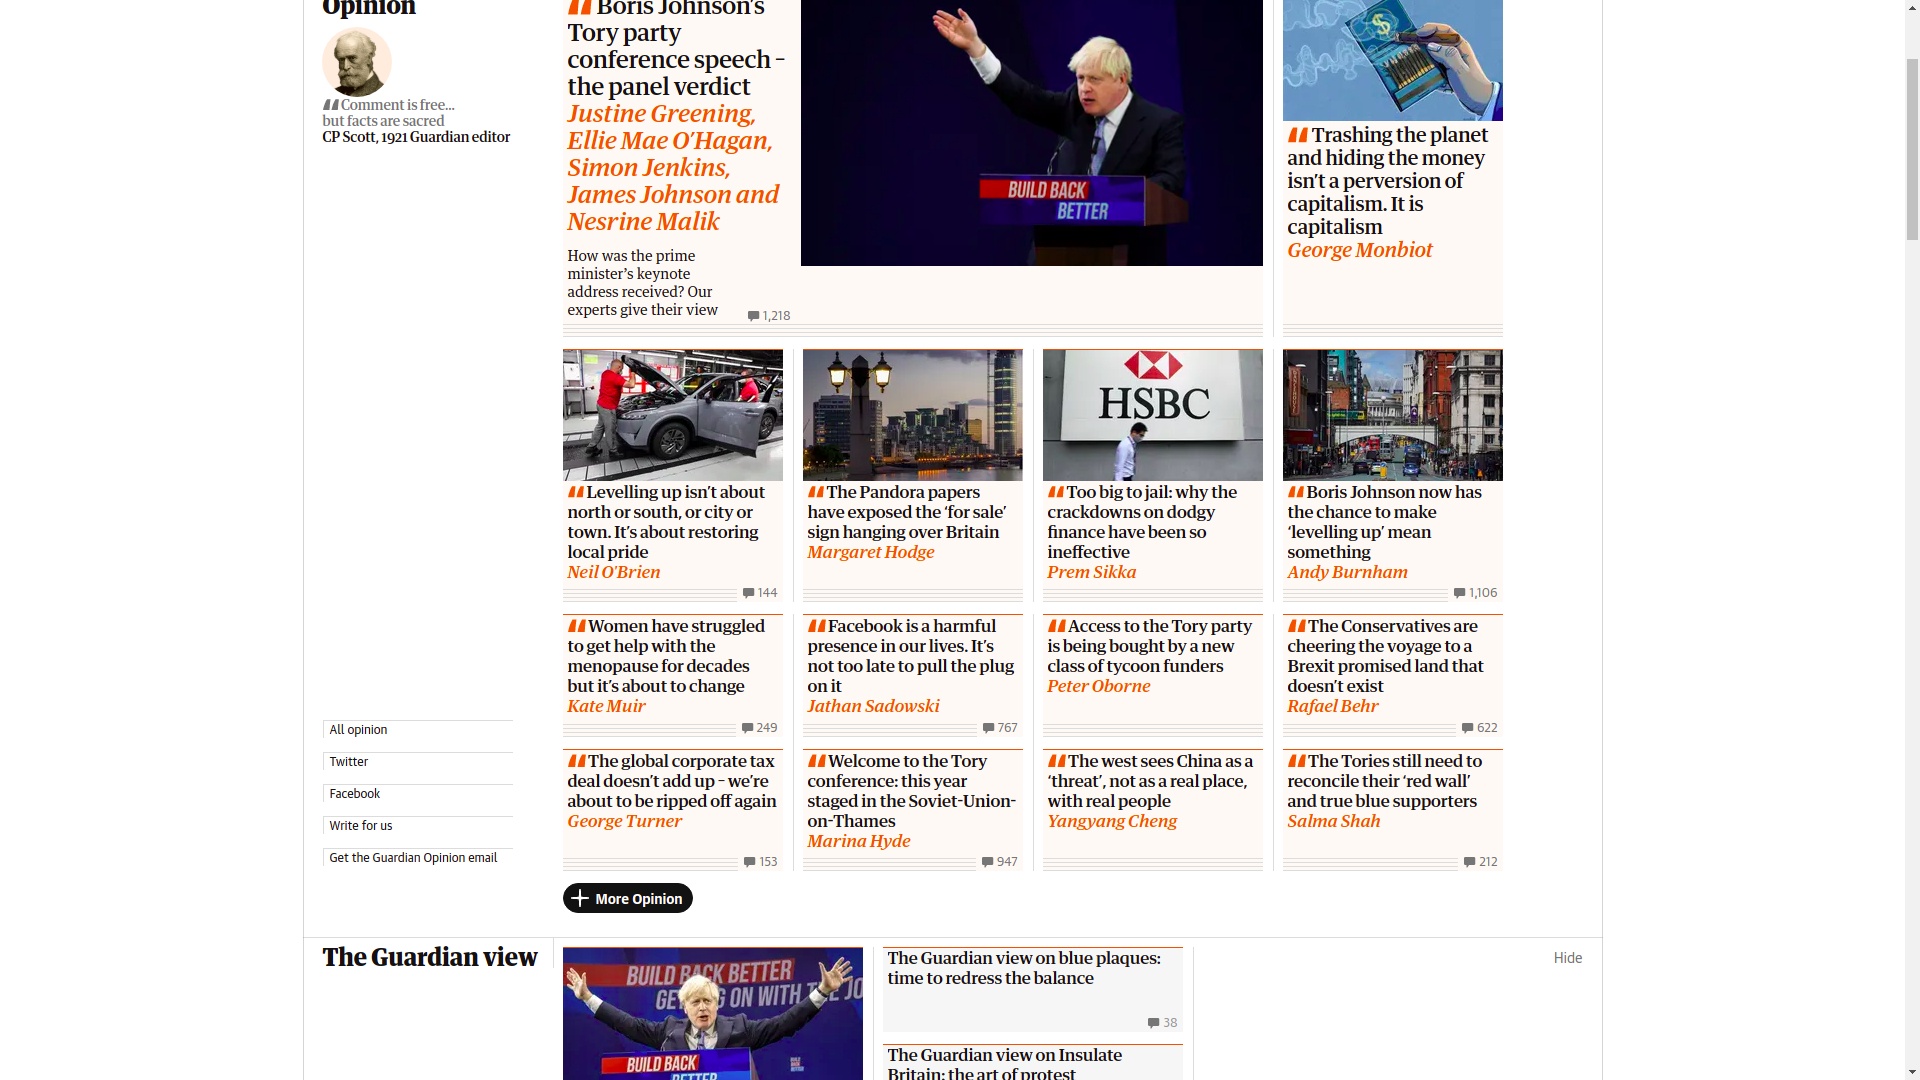 Opinion
Comment is free...
but facts are sacred
CP Scott, 1921 Guardian editor
All opinion
Twitter
Facebook
Write for us
Get the Guardian Opinion email
Boris Johnson's
Tory party
conference speech –
the panel verdict
Justine Greening,
Ellie Mae O'Hagan,
Simon Jenkins,
James Johnson and
Nesrine Malik
How was the prime
minister's keynote
address received? Our
experts give their view
1,218
BUILD BACK
BETTER
Trashing the planet
and hiding the money
isn't a perversion of
capitalism. It is
capitalism
George Monbiot
Levelling up isn't about
north or south, or city or
town. It's about restoring
local pride
Neil O'Brien
144
The Pandora papers
have exposed the 'for sale'
sign hanging over Britain
Margaret Hodge
HSBC
Too big to jail: why the
crackdowns on dodgy
finance have been so
ineffective
Prem Sikka
Boris Johnson now has
the chance to make
'levelling up' mean
something
Andy Burnham
1,106
Women have struggled
to get help with the
menopause for decades
but it's about to change
Kate Muir
249
Facebook is a harmful
presence in our lives. It's
not too late to pull the plug
on it
Jathan Sadowski
767
Access to the Tory party
is being bought by a new
class of tycoon funders
Peter Oborne
The Conservatives are
cheering the voyage to a
Brexit promised land that
doesn't exist
Rafael Behr
622
The global corporate tax
deal doesn't add up – we're
about to be ripped off again
George Turner
153
Welcome to the Tory
conference: this year
staged in the Soviet-Union-
on-Thames
Marina Hyde
947
The west sees China as a
'threat', not as a real place,
with real people
Yangyang Cheng
The Tories still need to
reconcile their 'red wall'
and true blue supporters
Salma Shah
212
More Opinion
The Guardian view
Hide
BUILD BACK BETTER
GETTING ON WITH THE JO
BUILD BACK
BETTER
The Guardian view on blue plaques:
time to redress the balance
38
The Guardian view on Insulate
Britain: the art of protest